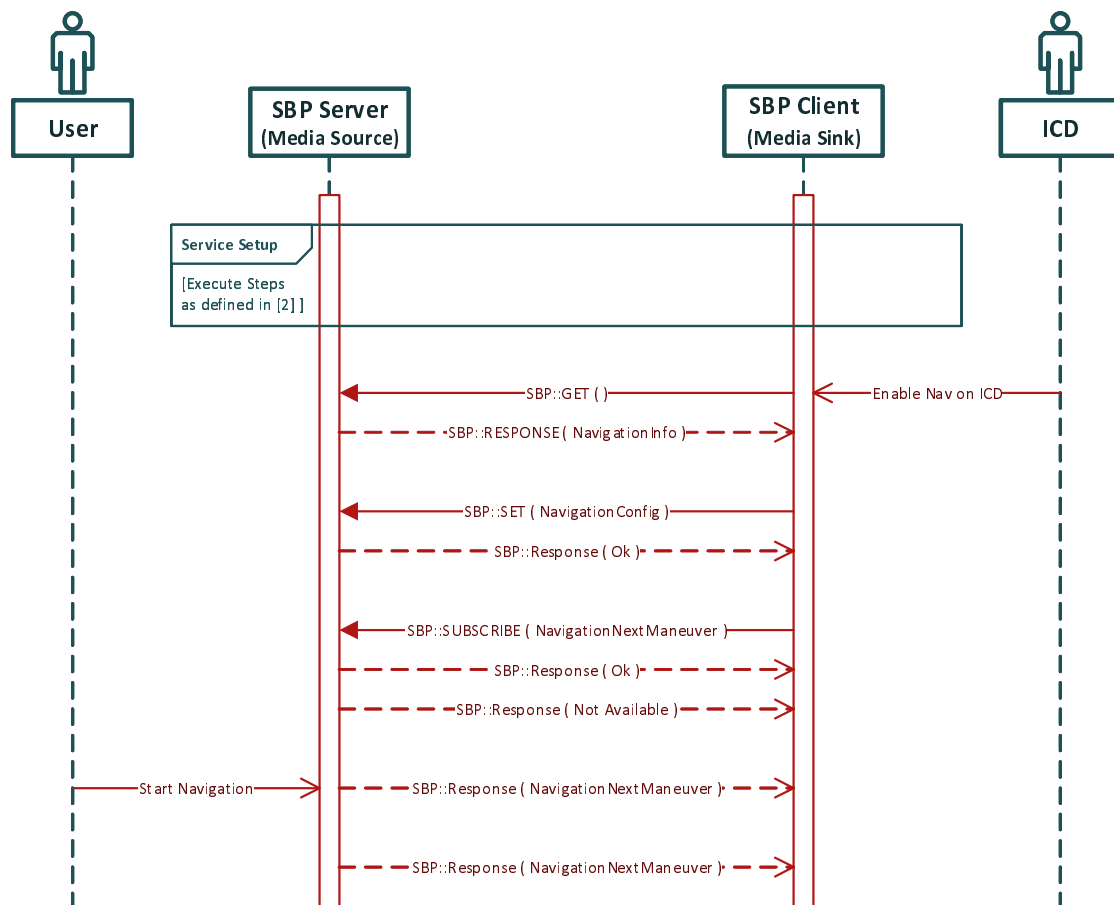 User
SBP Server
(Media Source)
SBP Client
(Media Sink)
ICD
Service Setup
[Execute Steps
as defined in [2] ]
SBP::GET ( )
Enable Nav on ICD
SBP::RESPONSE ( NavigationInfo )
SBP::SET ( NavigationConfig )
SBP::Response ( Ok )
SBP::SUBSCRIBE ( NavigationNextManeuver )
SBP::Response ( Ok )
SBP::Response ( Not Available )
Start Navigation
SBP::Response ( NavigationNextManeuver )
SBP::Response ( NavigationNextManeuver )